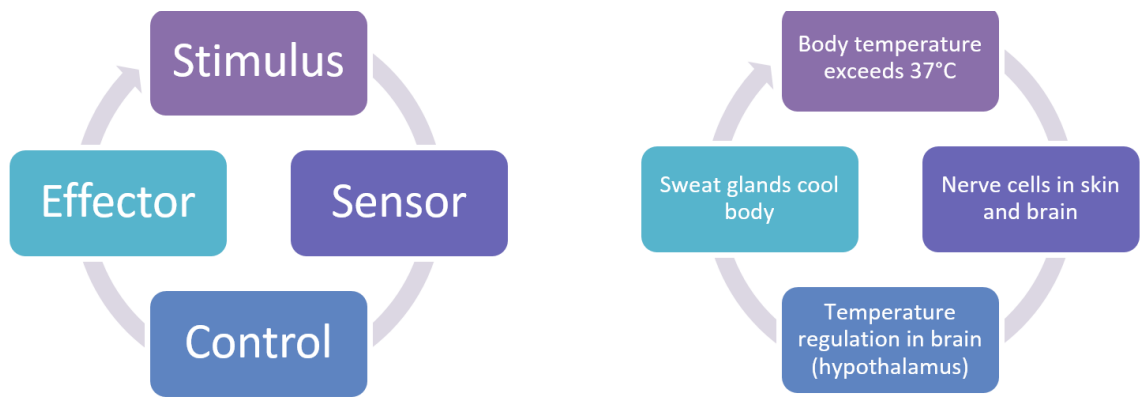 Stimulus
Sensor
Control
Effector
Body temperature
exceeds 37°C
Nerve cells in skin
and brain
Temperature
regulation in brain
(hypothalamus)
Sweat glands cool
body